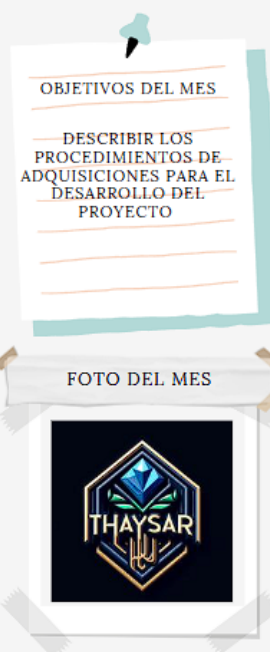 OBJETIVOS DEL MES
DESCRIBIR LOS
PROCEDIMIENTOS DE
ADQUISICIONES PARA EL
DESARROLLO DEL
PROYECTO
FOTO DEL MES
THAYSAR